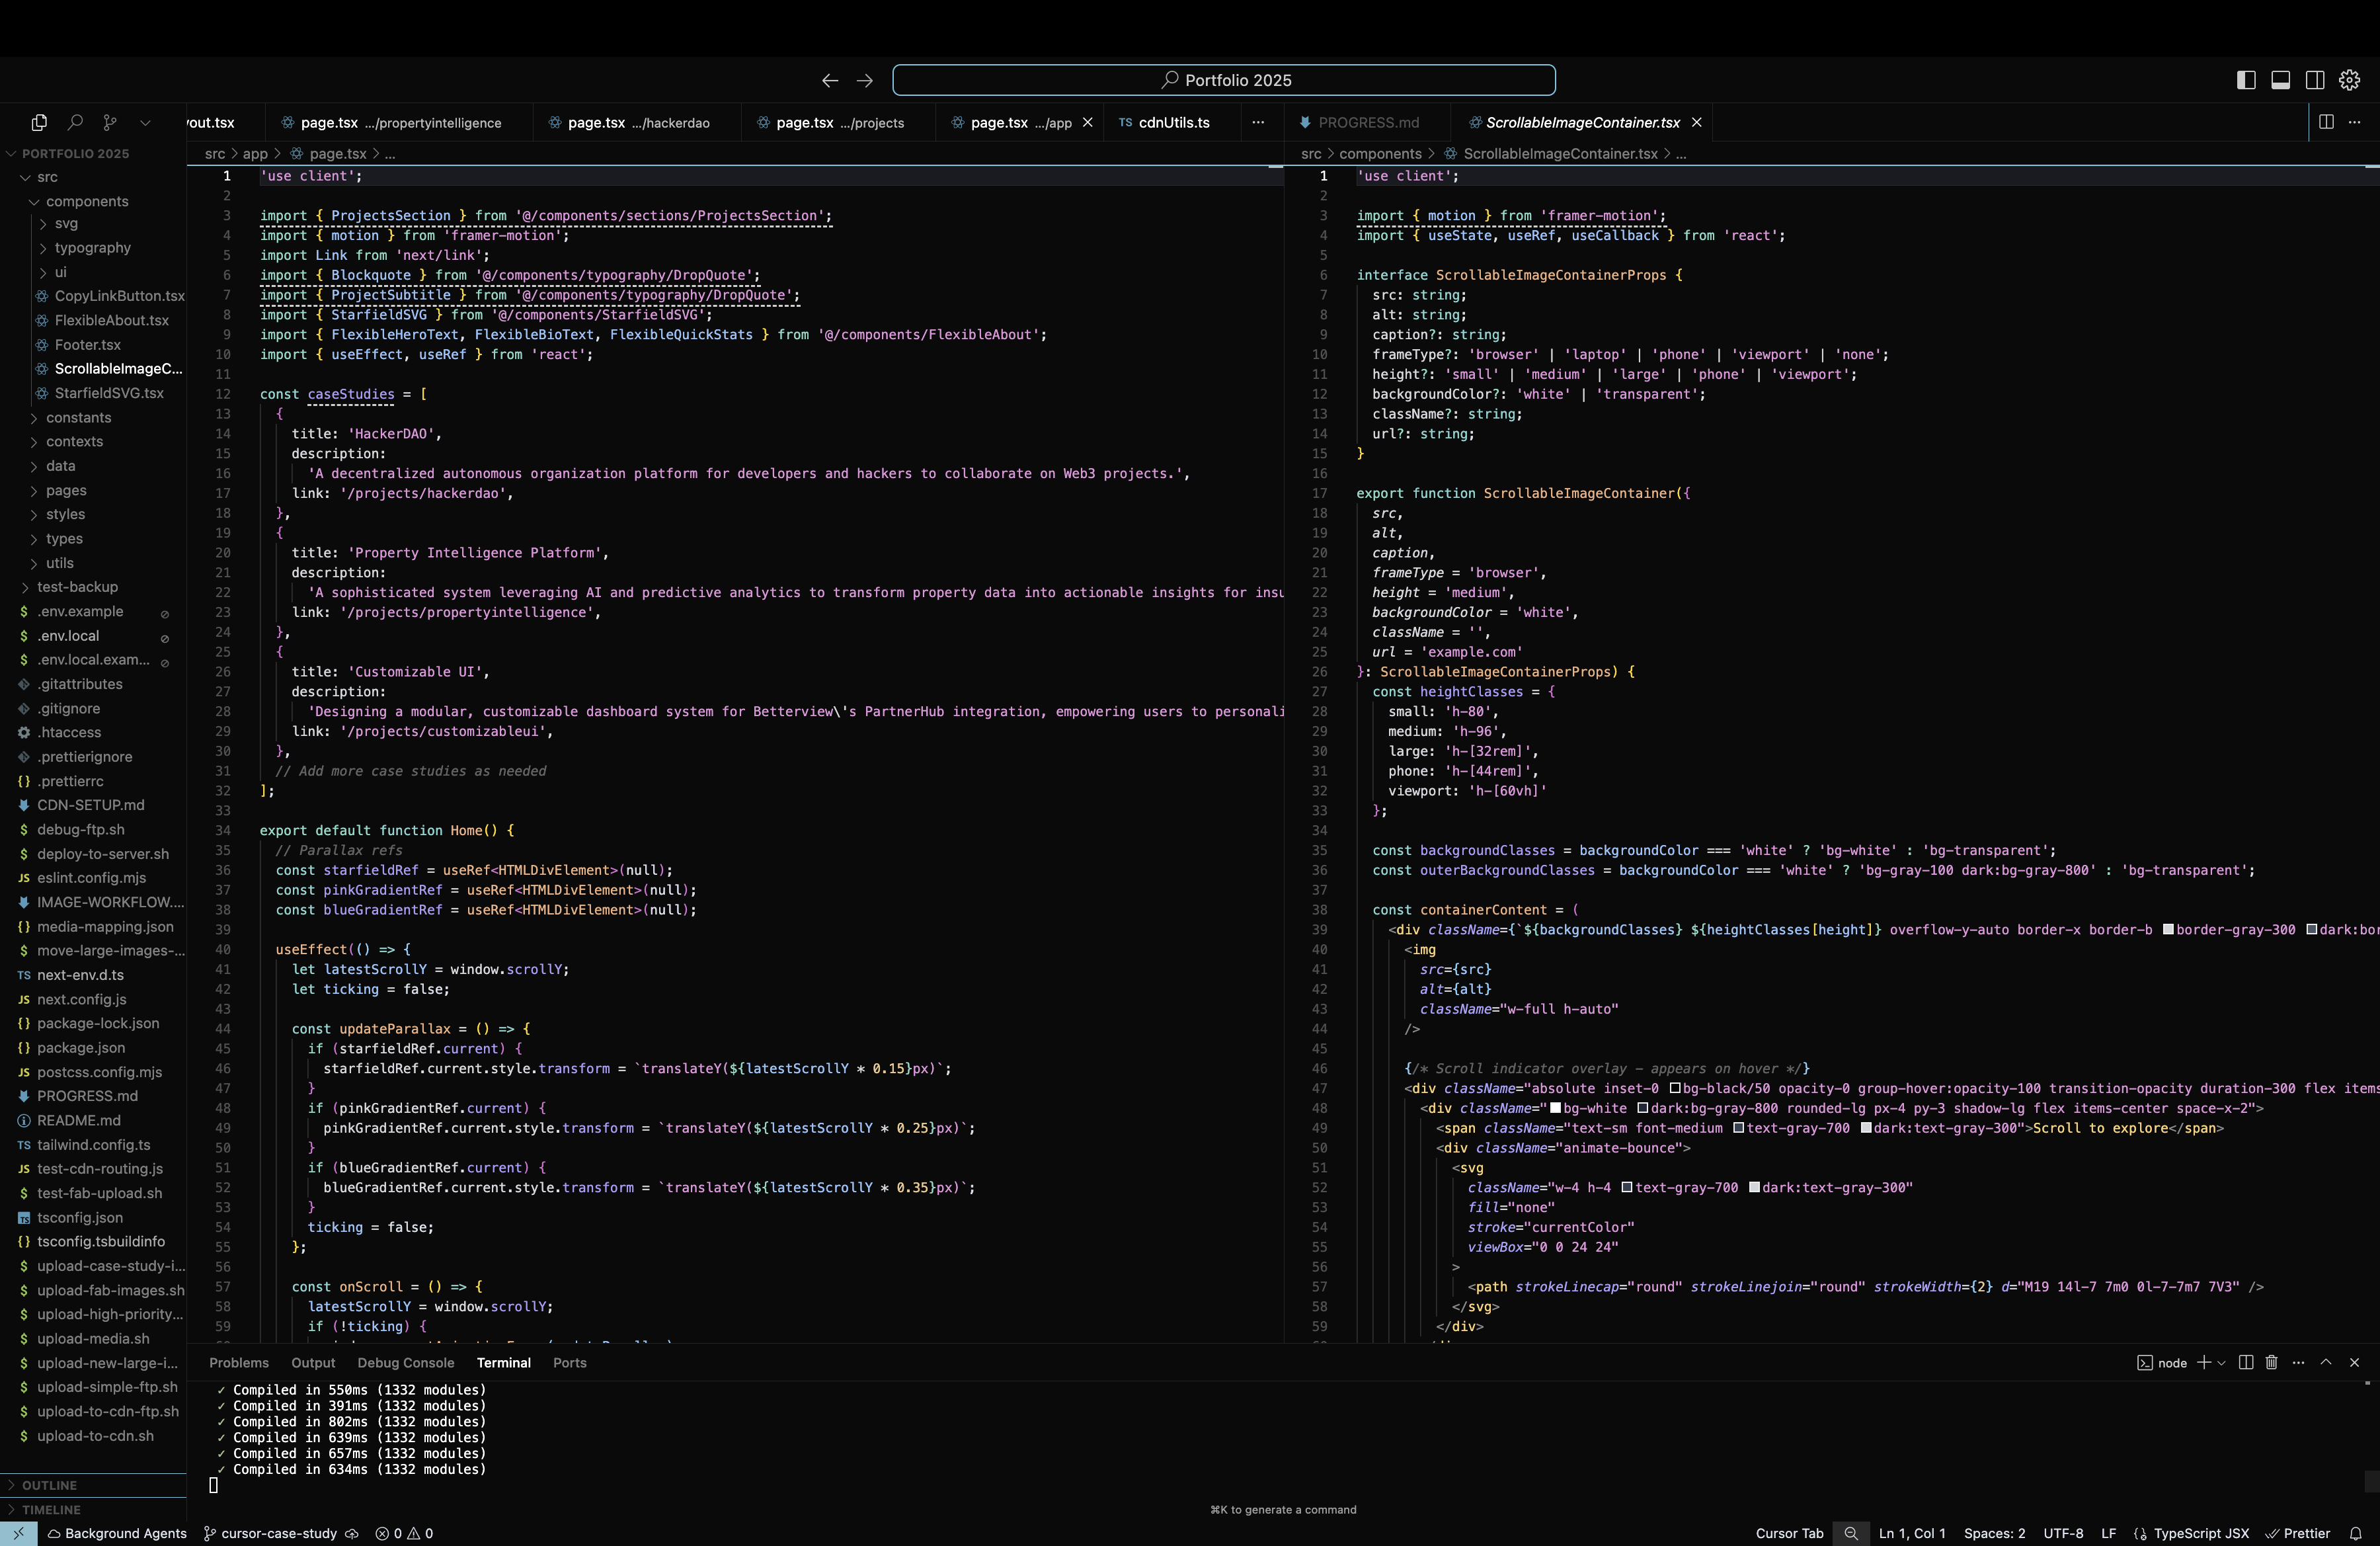 Portfolio 2025
PORTFOLIO 2025
src
components
svg
typography
ui
CopyLinkButton.tsx
FlexibleAbout.tsx
Footer.tsx
ScrollableImageC...
StarfieldSVG.tsx
constants
contexts
data
pages
styles
types
utils
test-backup
.env.example
.env.local
.env.local.exam...
.gitattributes
.gitignore
.htaccess
.prettierignore
.prettierrc
CDN-SETUP.md
debug-ftp.sh
deploy-to-server.sh
eslint.config.mjs
IMAGE-WORKFLOW....
media-mapping.json
move-large-images-...
next-env.d.ts
next.config.js
package-lock.json
package.json
postcss.config.mjs
PROGRESS.md
README.md
tailwind.config.ts
test-cdn-routing.js
test-fab-upload.sh
tsconfig.json
tsconfig.tsbuildinfo
upload-case-study-i...
upload-fab-images.sh
upload-high-priority...
upload-media.sh
upload-new-large-i...
upload-simple-ftp.sh
upload-to-cdn-ftp.sh
upload-to-cdn.sh
OUTLINE
TIMELINE
yout.tsx page.tsx .../propertyintelligence page.tsx .../hackerdao page.tsx .../projects page.tsx .../app TS cdnUtils.ts
src > app > page.tsx > ...
1 'use client';
2
3 import { ProjectsSection } from '@/components/sections/ProjectsSection';
4 import { motion } from 'framer-motion';
5 import Link from 'next/link';
6 import { Blockquote } from '@/components/typography/DropQuote';
7 import { ProjectSubtitle } from '@/components/typography/DropQuote';
8 import { StarfieldSVG } from '@/components/StarfieldSVG';
9 import { FlexibleHeroText, FlexibleBioText, FlexibleQuickStats } from '@/components/FlexibleAbout';
10 import { useEffect, useRef } from 'react';
11
12 const caseStudies = [
13 {
14 title: 'HackerDAO',
15 description:
16 'A decentralized autonomous organization platform for developers and hackers to collaborate on Web3 projects.',
17 link: '/projects/hackerdao',
18 },
19 {
20 title: 'Property Intelligence Platform',
21 description:
22 'A sophisticated system leveraging AI and predictive analytics to transform property data into actionable insights for insu
23 link: '/projects/propertyintelligence',
24 },
25 {
26 title: 'Customizable UI',
27 description:
28 'Designing a modular, customizable dashboard system for Betterview\'s PartnerHub integration, empowering users to personali
29 link: '/projects/customizableui',
30 },
31 // Add more case studies as needed
32 ];
33
34 export default function Home() {
35 // Parallax refs
36 const starfieldRef = useRef<HTMLDivElement>(null);
37 const pinkGradientRef = useRef<HTMLDivElement>(null);
38 const blueGradientRef = useRef<HTMLDivElement>(null);
39
40 useEffect(() => {
41 let latestScrollY = window.scrollY;
42 let ticking = false;
43
44 const updateParallax = () => {
45 if (starfieldRef.current) {
46 starfieldRef.current.style.transform = `translateY(${latestScrollY * 0.15}px)`;
47 }
48 if (pinkGradientRef.current) {
49 pinkGradientRef.current.style.transform = `translateY(${latestScrollY * 0.25}px)`;
50 }
51 if (blueGradientRef.current) {
52 blueGradientRef.current.style.transform = `translateY(${latestScrollY * 0.35}px)`;
53 }
54 ticking = false;
55 };
56
57 const onScroll = () => {
58 latestScrollY = window.scrollY;
59 if (!ticking) {
PROGRESS.md ScrollableImageContainer.tsx
src > components > ScrollableImageContainer.tsx > ...
1 'use client';
2
3 import { motion } from 'framer-motion';
4 import { useState, useRef, useCallback } from 'react';
5
6 interface ScrollableImageContainerProps {
7 src: string;
8 alt: string;
9 caption?: string;
10 frameType?: 'browser' | 'laptop' | 'phone' | 'viewport' | 'none';
11 height?: 'small' | 'medium' | 'large' | 'phone' | 'viewport';
12 backgroundColor?: 'white' | 'transparent';
13 className?: string;
14 url?: string;
15 }
16
17 export function ScrollableImageContainer({
18 src,
19 alt,
20 caption,
21 frameType = 'browser',
22 height = 'medium',
23 backgroundColor = 'white',
24 className = '',
25 url = 'example.com'
26 }: ScrollableImageContainerProps) {
27 const heightClasses = {
28 small: 'h-80',
29 medium: 'h-96',
30 large: 'h-[32rem]',
31 phone: 'h-[44rem]',
32 viewport: 'h-[60vh]'
33 };
34
35 const backgroundClasses = backgroundColor === 'white' ? 'bg-white' : 'bg-transparent';
36 const outerBackgroundClasses = backgroundColor === 'white' ? 'bg-gray-100 dark:bg-gray-800' : 'bg-transparent';
37
38 const containerContent = (
39 <div className={`${backgroundClasses} ${heightClasses[height]} overflow-y-auto border-x border-b border-gray-300 dark:bor
40 <img
41 src={src}
42 alt={alt}
43 className="w-full h-auto"
44 />
45
46 {/* Scroll indicator overlay - appears on hover */}
47 <div className="absolute inset-0 bg-black/50 opacity-0 group-hover:opacity-100 transition-opacity duration-300 flex items
48 <div className="bg-white dark:bg-gray-800 rounded-lg px-4 py-3 shadow-lg flex items-center space-x-2">
49 <span className="text-sm font-medium text-gray-700 dark:text-gray-300">Scroll to explore</span>
50 <div className="animate-bounce">
51 <svg
52 className="w-4 h-4 text-gray-700 dark:text-gray-300"
53 fill="none"
54 stroke="currentColor"
55 viewBox="0 0 24 24"
56 >
57 <path strokeLinecap="round" strokeLinejoin="round" strokeWidth={2} d="M19 14l-7 7m0 0l-7-7m7 7V3" />
58 </svg>
59 </div>
Problems Output Debug Console Terminal Ports node
✓ Compiled in 550ms (1332 modules)
✓ Compiled in 391ms (1332 modules)
✓ Compiled in 802ms (1332 modules)
✓ Compiled in 639ms (1332 modules)
✓ Compiled in 657ms (1332 modules)
✓ Compiled in 634ms (1332 modules)
⌘K to generate a command
Background Agents cursor-case-study 0 0 Cursor Tab Ln 1, Col 1 Spaces: 2 UTF-8 LF TypeScript JSX Prettier